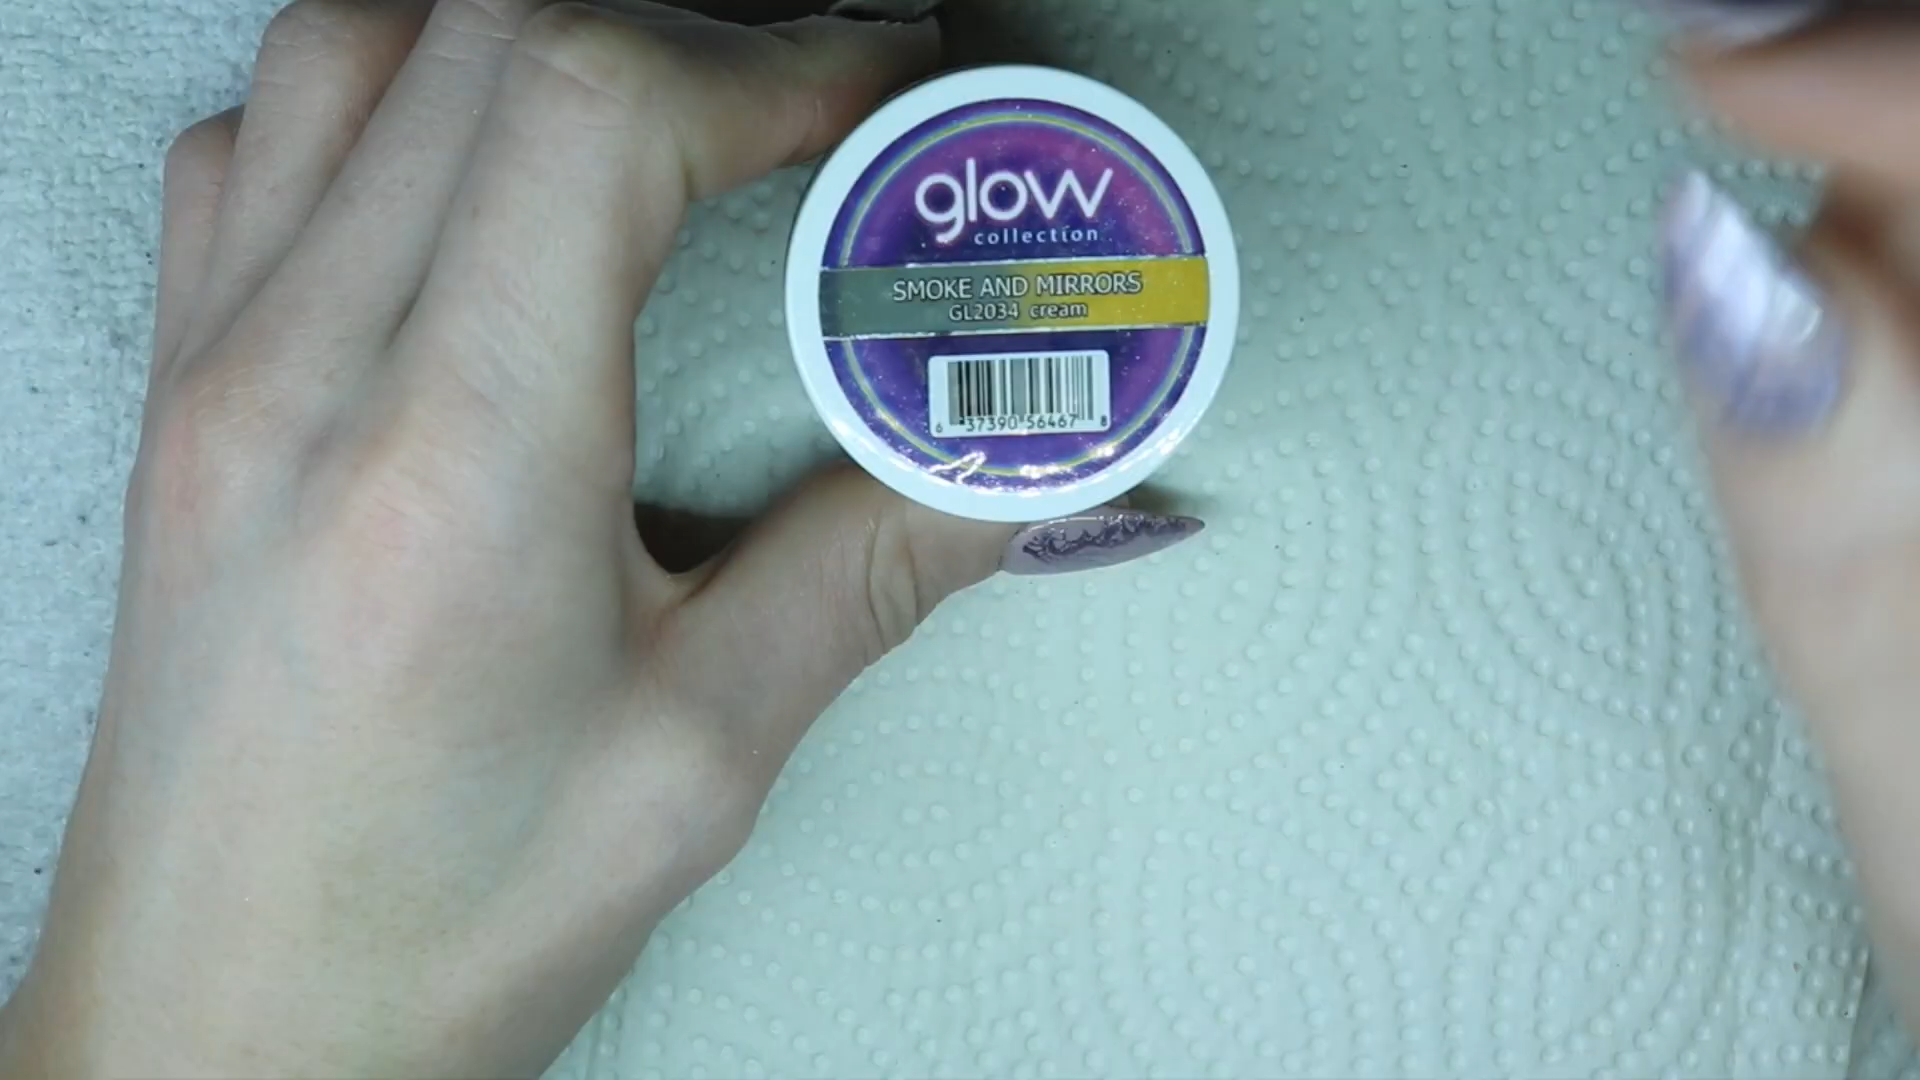 glow
collection
SMOKE AND MIRRORS
GL2034 cream
6 37390 56467 8